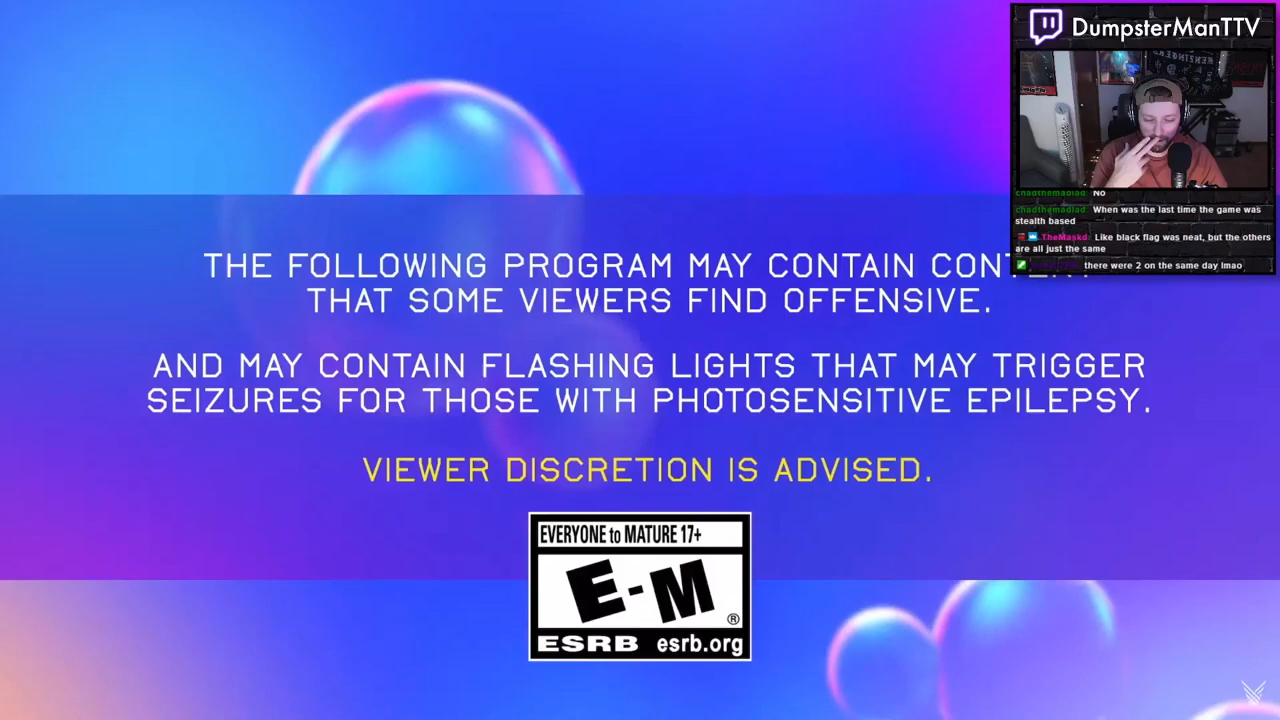 DumpsterManTTV
chadthemadlad: No
chadthemadlad: When was the last time the game was
stealth based
TheMaskd: Like black flag was neat, but the others
are all just the same
there were 2 on the same day lmao
THE FOLLOWING PROGRAM MAY CONTAIN
THAT SOME VIEWERS FIND OFFENSIVE.
AND MAY CONTAIN FLASHING LIGHTS THAT MAY TRIGGER
SEIZURES FOR THOSE WITH PHOTOSENSITIVE EPILEPSY.
VIEWER DISCRETION IS ADVISED.
EVERYONE to MATURE 17+
E-M
®
ESRB esrb.org